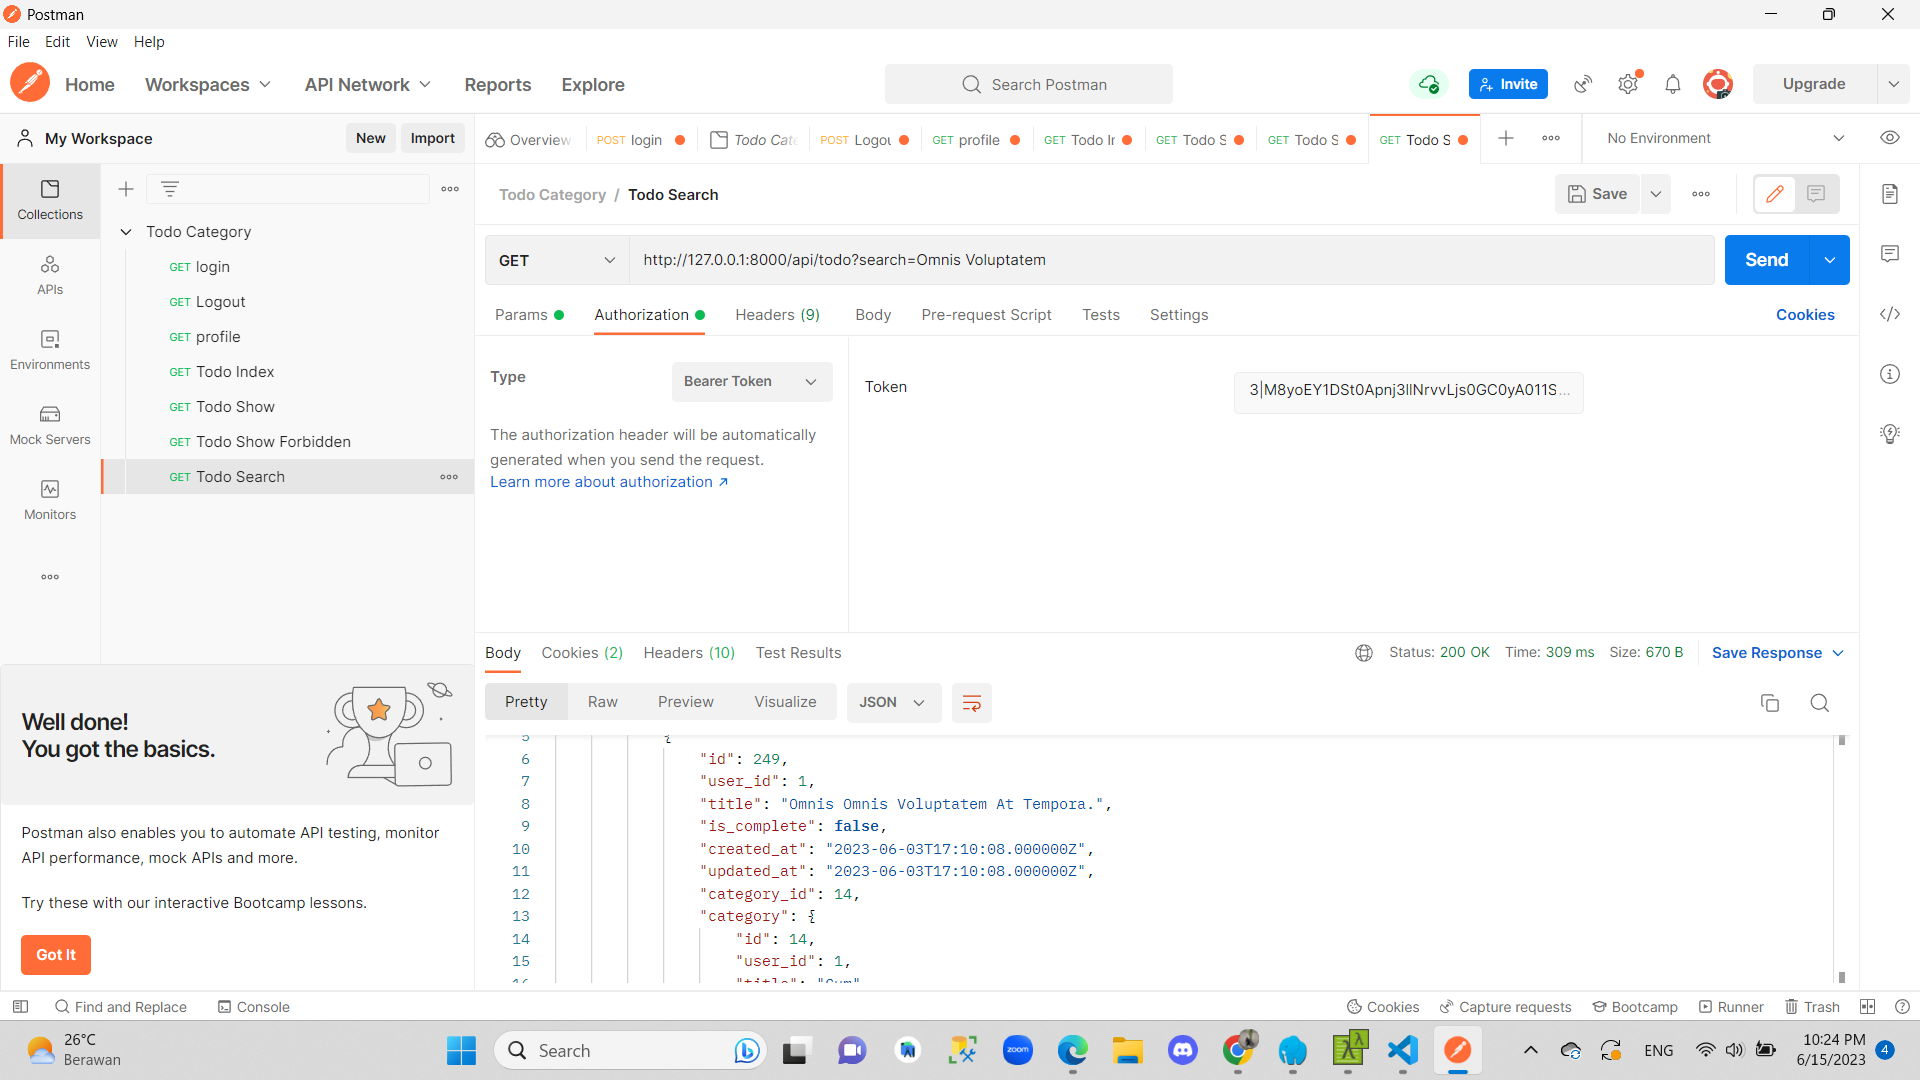 Postman
File Edit View Help
Home Workspaces API Network Reports Explore Search Postman Invite Upgrade
My Workspace New Import Overview POST login Todo Cate POST Logou GET profile GET Todo In GET Todo S GET Todo S GET Todo S No Environment
Todo Category / Todo Search Save
Collections
APIs
Environments
Mock Servers
Monitors
Todo Category
GET login
GET Logout
GET profile
GET Todo Index
GET Todo Show
GET Todo Show Forbidden
GET Todo Search
Well done!
You got the basics.
Postman also enables you to automate API testing, monitor
API performance, mock APIs and more.
Try these with our interactive Bootcamp lessons.
Got It
GET http://127.0.0.1:8000/api/todo?search=Omnis Voluptatem Send
Params Authorization Headers (9) Body Pre-request Script Tests Settings Cookies
Type Bearer Token
The authorization header will be automatically
generated when you send the request.
Learn more about authorization ↗
Token 3|M8yoEY1DSt0Apnj3llNrvvLjs0GC0yA011S...
Body Cookies (2) Headers (10) Test Results Status: 200 OK Time: 309 ms Size: 670 B Save Response
Pretty Raw Preview Visualize JSON
5 {
6 "id": 249,
7 "user_id": 1,
8 "title": "Omnis Omnis Voluptatem At Tempora.",
9 "is_complete": false,
10 "created_at": "2023-06-03T17:10:08.000000Z",
11 "updated_at": "2023-06-03T17:10:08.000000Z",
12 "category_id": 14,
13 "category": {
14 "id": 14,
15 "user_id": 1,
16 "title": "Gym"
Find and Replace Console Cookies Capture requests Bootcamp Runner Trash
26°C
Berawan
Search
zoom
ENG
10:24 PM
6/15/2023
4